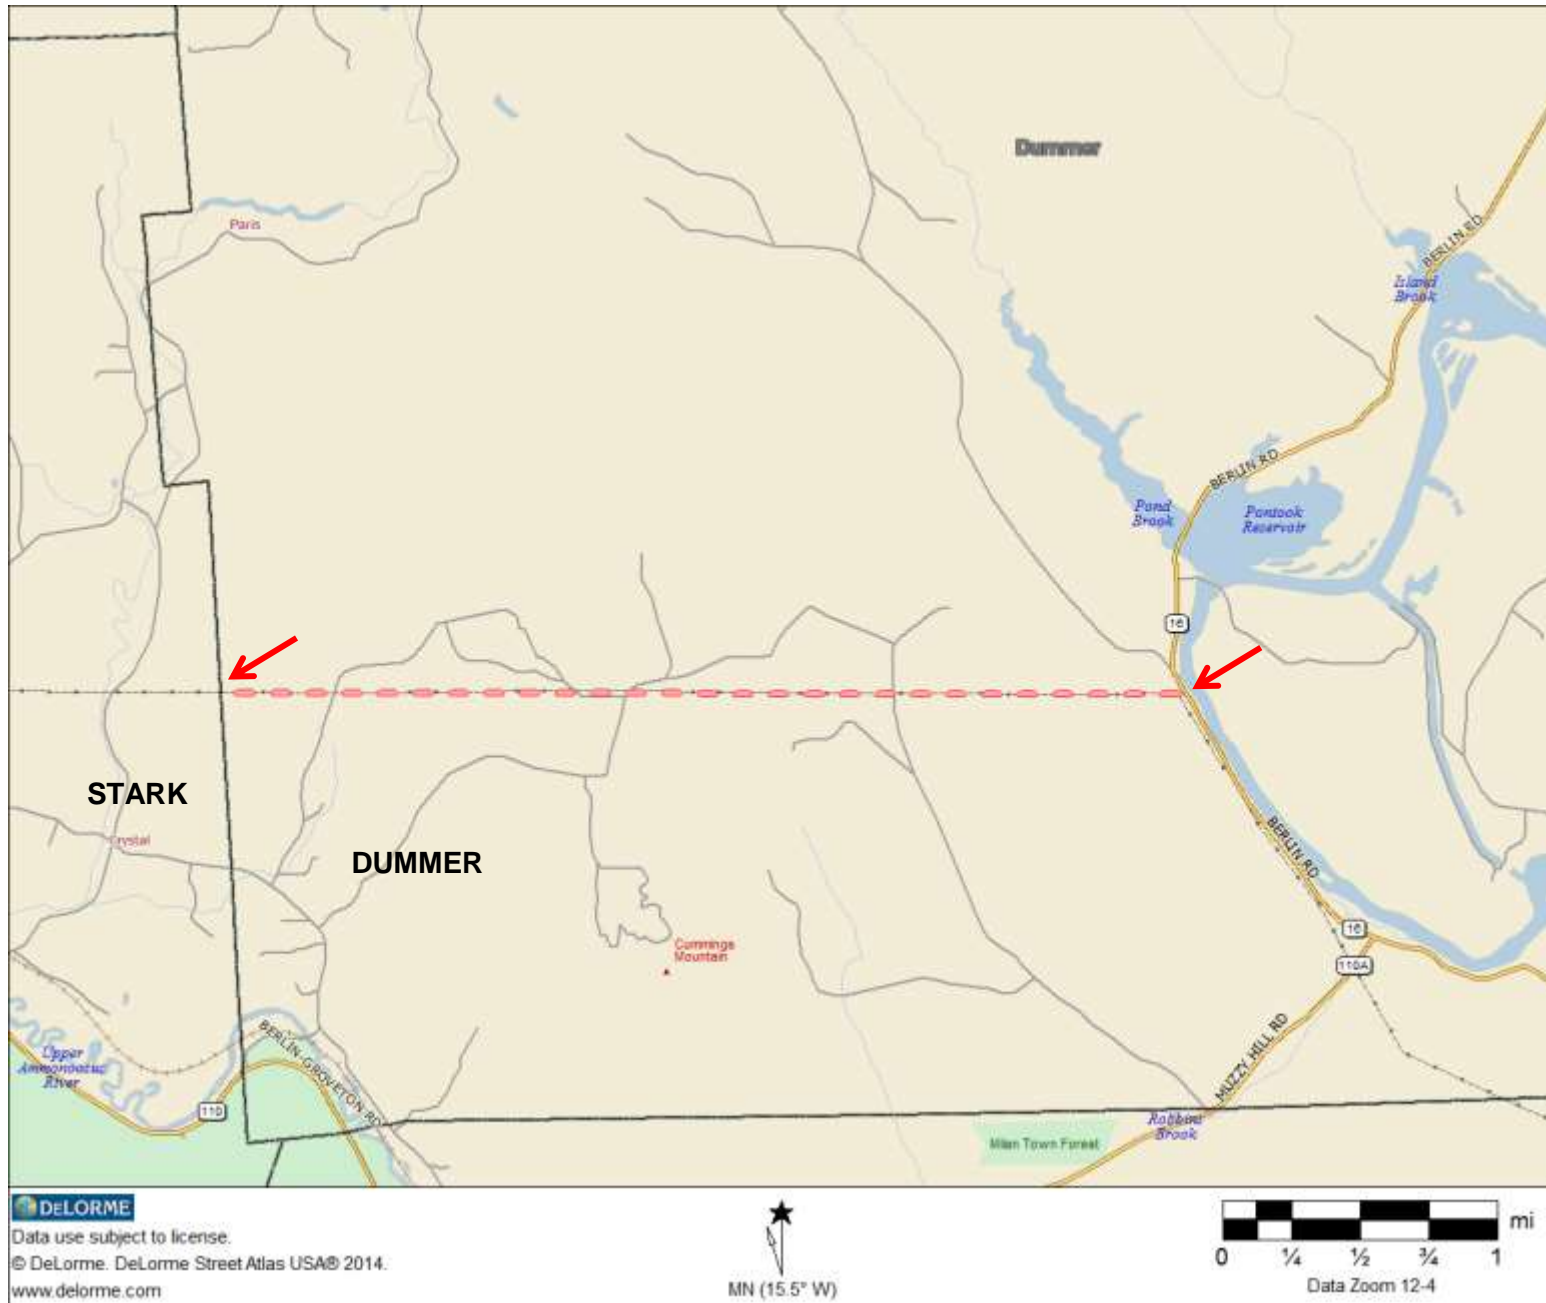 Dummer
Paris
BERLIN RD
Island
Brook
BERLIN RD
Pond
Brook
Pontook
Reservoir
16
STARK
Crystal
DUMMER
BERLIN RD
16
110A
Cummings
Mountain
BERLIN-GROVETON RD
Upper
Ammonoosuc
River
110
MUZZY HILL RD
Robbins
Brook
Milan Town Forest
DELORME
Data use subject to license.
© DeLorme. DeLorme Street Atlas USA® 2014.
www.delorme.com
MN (15.5° W)
mi
0 ¼ ½ ¾ 1
Data Zoom 12-4